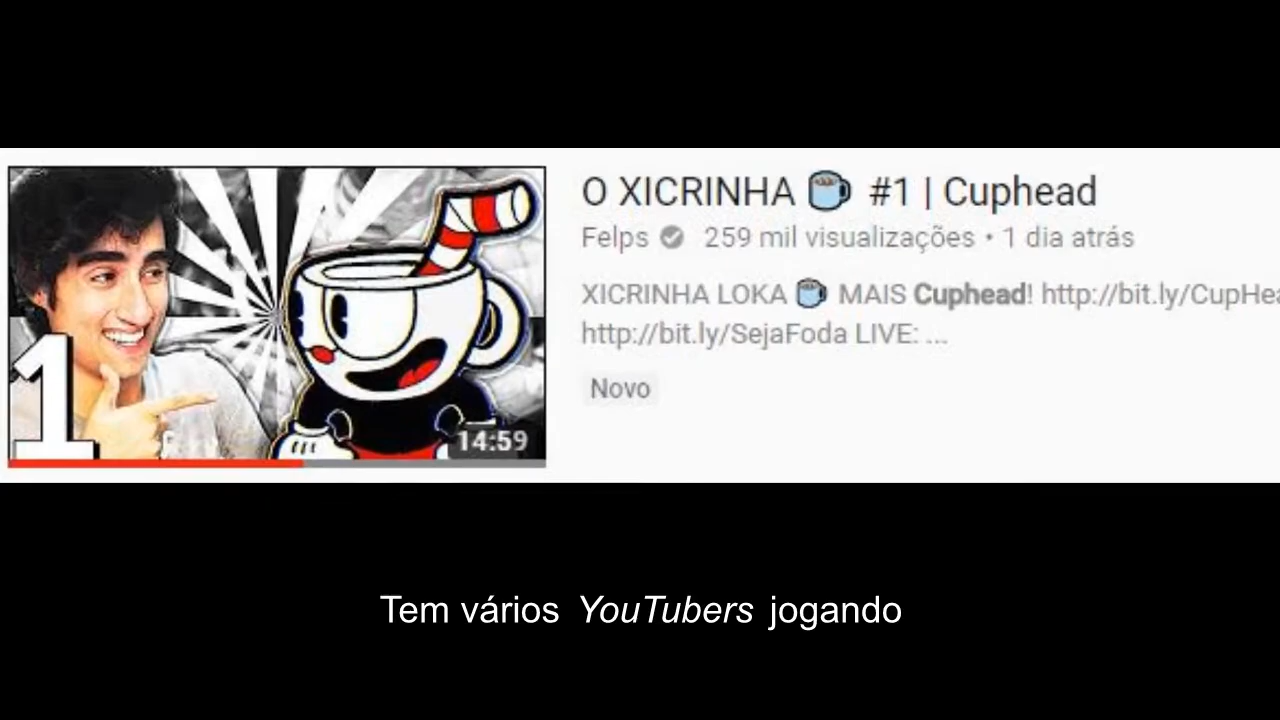 O XICRINHA ☕ #1 | Cuphead
Felps 259 mil visualizações • 1 dia atrás
XICRINHA LOKA ☕ MAIS Cuphead! http://bit.ly/CupHea
http://bit.ly/SejaFoda LIVE: ...
Novo
1
14:59
Tem vários YouTubers jogando